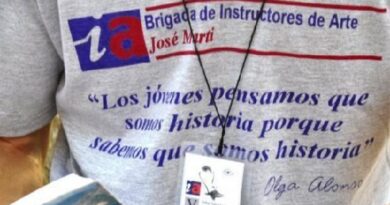 ia
Brigada de Instructores de Arte
José Martí
"Los jóvenes pensamos que
somos historia porque
sabemos que somos historia"
Olga Alonso
ia